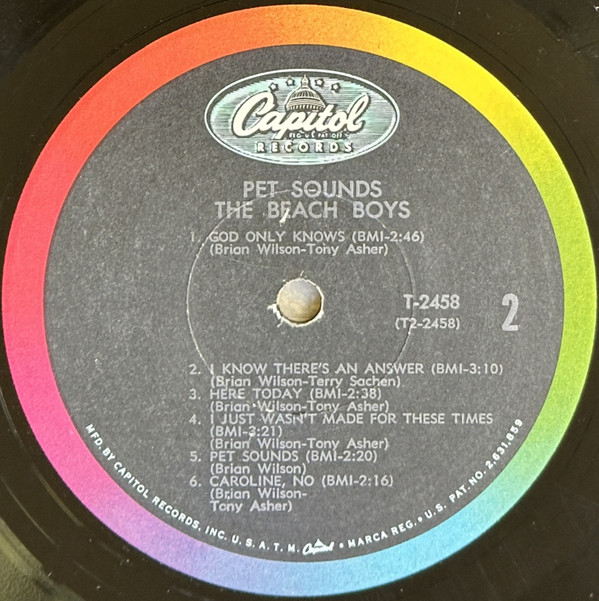 Capitol
REG. U.S. PAT. OFF.
RECORDS
PET SOUNDS
THE BEACH BOYS
1. GOD ONLY KNOWS (BMI-2:46)
(Brian Wilson-Tony Asher)
T-2458
(T2-2458)
2
2. I KNOW THERE'S AN ANSWER (BMI-3:10)
(Brian Wilson-Terry Sachen)
3. HERE TODAY (BMI-2:38)
(Brian Wilson-Tony Asher)
4. I JUST WASN'T MADE FOR THESE TIMES
(BMI-3:21)
(Brian Wilson-Tony Asher)
5. PET SOUNDS (BMI-2:20)
(Brian Wilson)
6. CAROLINE, NO (BMI-2:16)
(Brian Wilson-
Tony Asher)
MFD. BY CAPITOL RECORDS, INC. U. S. A. T. M. Capitol • MARCA REG. • U. S. PAT. NO. 2,631,859